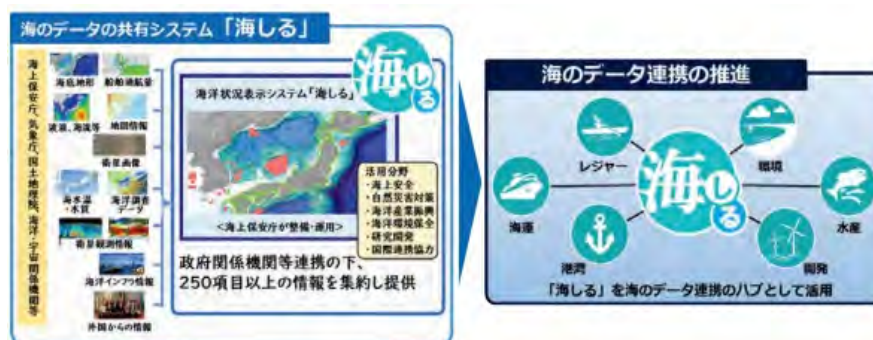 海のデータの共有システム「海しる」
海上保安庁、気象庁、国土地理院、海洋・宇宙関係機関等
海底地形
船舶通航量
波浪、海流等
地図情報
衛星画像
海水温・水質
海洋調査データ
衛星観測情報
海洋インフラ情報
外国からの情報
海洋状況表示システム「海しる」
海しる
活用分野
・海上安全
・自然災害対策
・海洋産業振興
・海洋環境保全
・研究開発
・国際連携協力
<海上保安庁が整備・運用>
政府関係機関等連携の下、
250項目以上の情報を集約し提供
海のデータ連携の推進
レジャー
環境
海運
海しる
水産
港湾
開発
「海しる」を海のデータ連携のハブとして活用